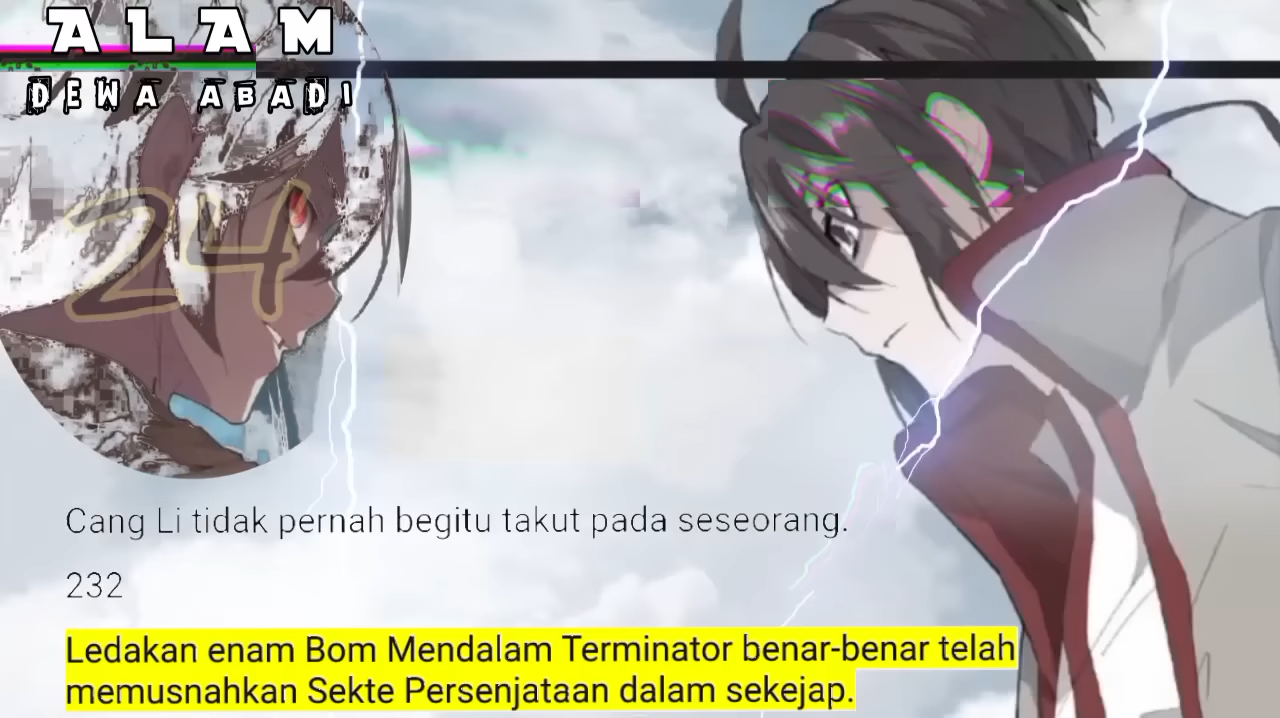 ALAM
DEWA ABADI
24
Cang Li tidak pernah begitu takut pada seseorang.
232
Ledakan enam Bom Mendalam Terminator benar-benar telah
memusnahkan Sekte Persenjataan dalam sekejap.